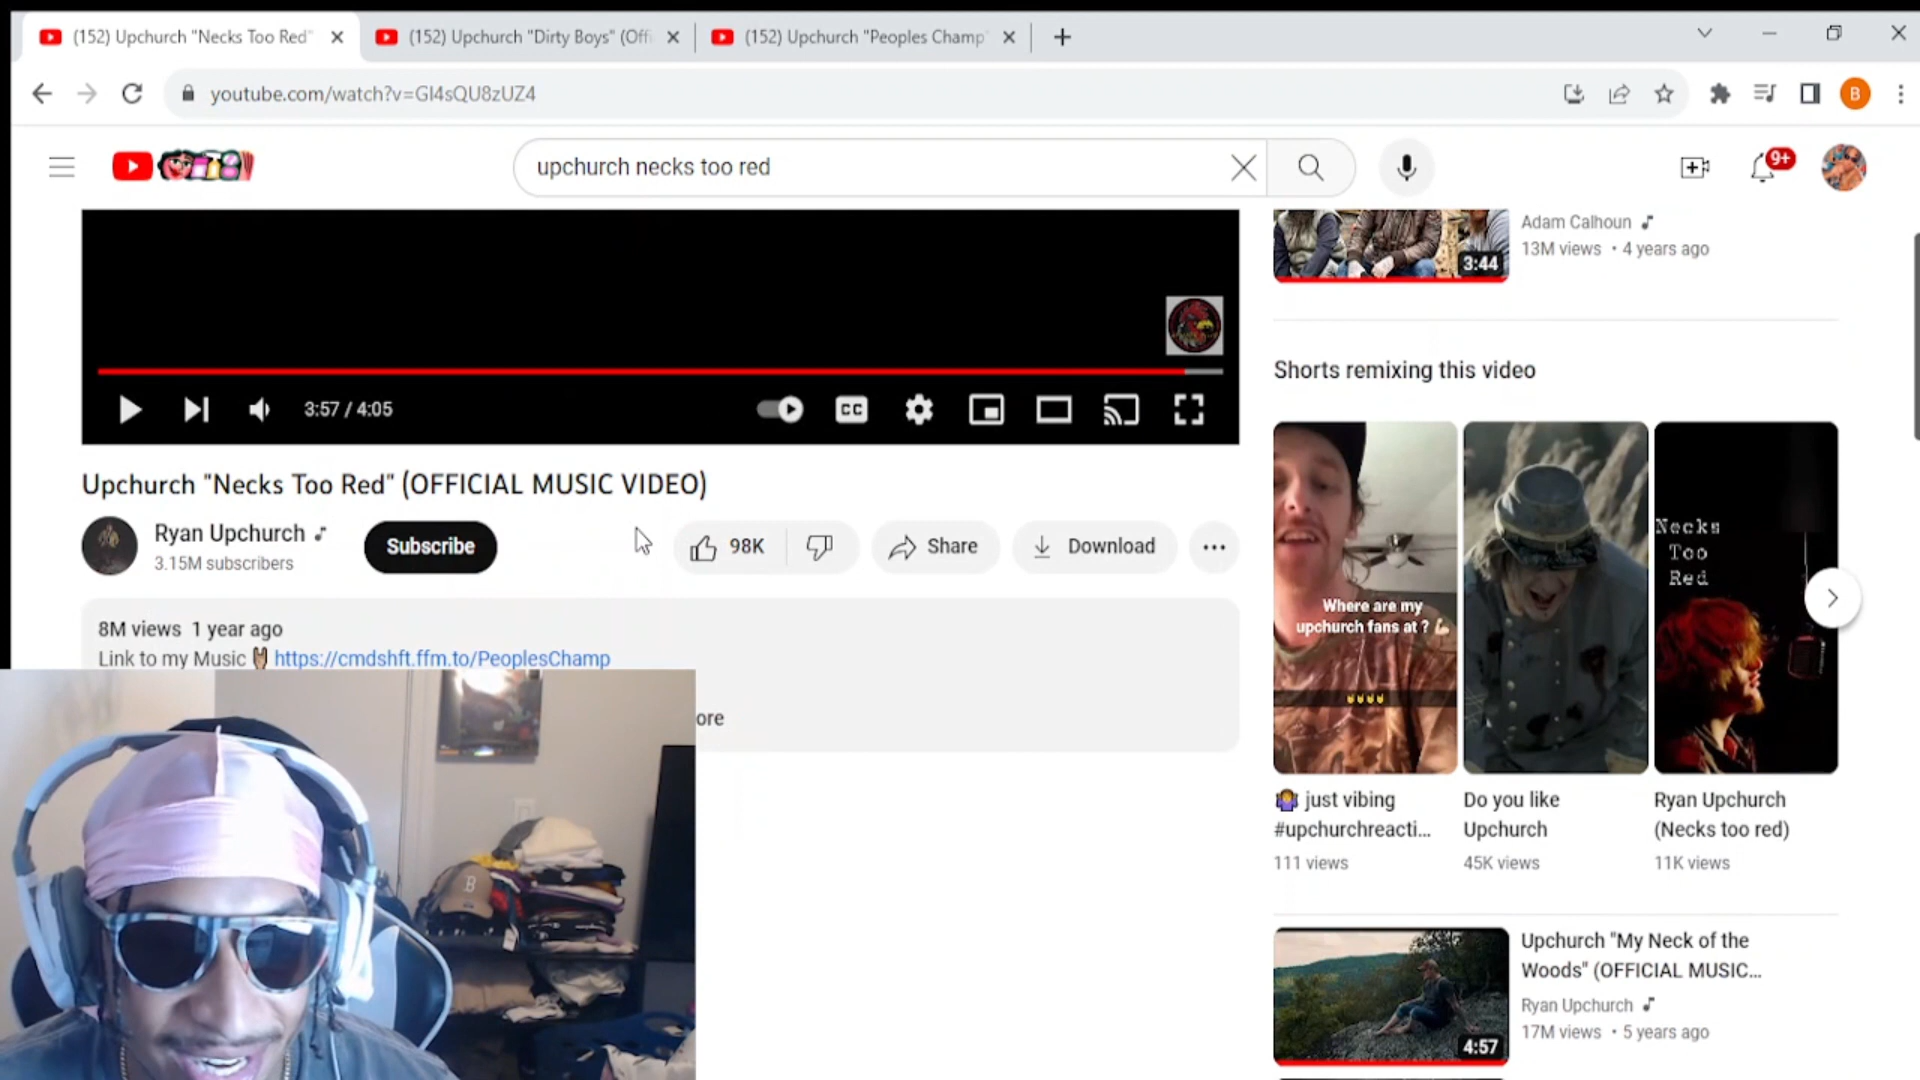 (152) Upchurch "Necks Too Red"
(152) Upchurch "Dirty Boys" (Offi
(152) Upchurch "Peoples Champ"
youtube.com/watch?v=GI4sQU8zUZ4
B
upchurch necks too red
9+
3:57 / 4:05
CC
Upchurch "Necks Too Red" (OFFICIAL MUSIC VIDEO)
Ryan Upchurch
3.15M subscribers
Subscribe
98K
Share
Download
8M views 1 year ago
Link to my Music https://cmdshft.ffm.to/PeoplesChamp
ore
B
3:44
Adam Calhoun
13M views • 4 years ago
Shorts remixing this video
Where are my
upchurch fans at ?
Necks
Too
Red
just vibing
#upchurchreacti...
111 views
Do you like
Upchurch
45K views
Ryan Upchurch
(Necks too red)
11K views
4:57
Upchurch "My Neck of the
Woods" (OFFICIAL MUSIC...
Ryan Upchurch
17M views • 5 years ago